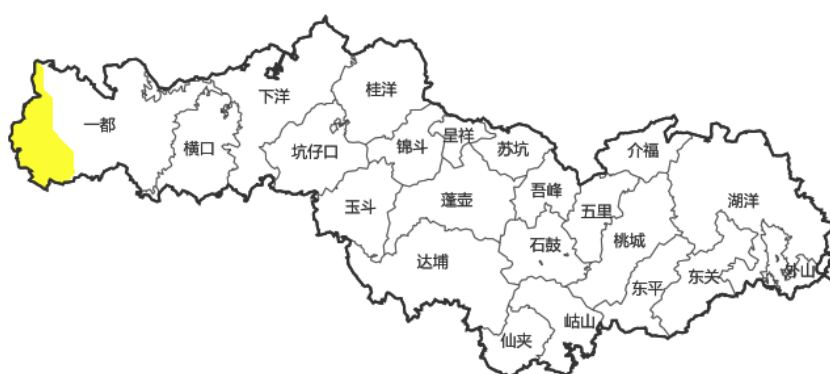 桂洋
下洋
一都
呈祥
横口
坑仔口
锦斗
苏坑
介福
吾峰
玉斗
蓬壶
五里
湖洋
桃城
石鼓
达埔
东关
外山
东平
岵山
仙夹